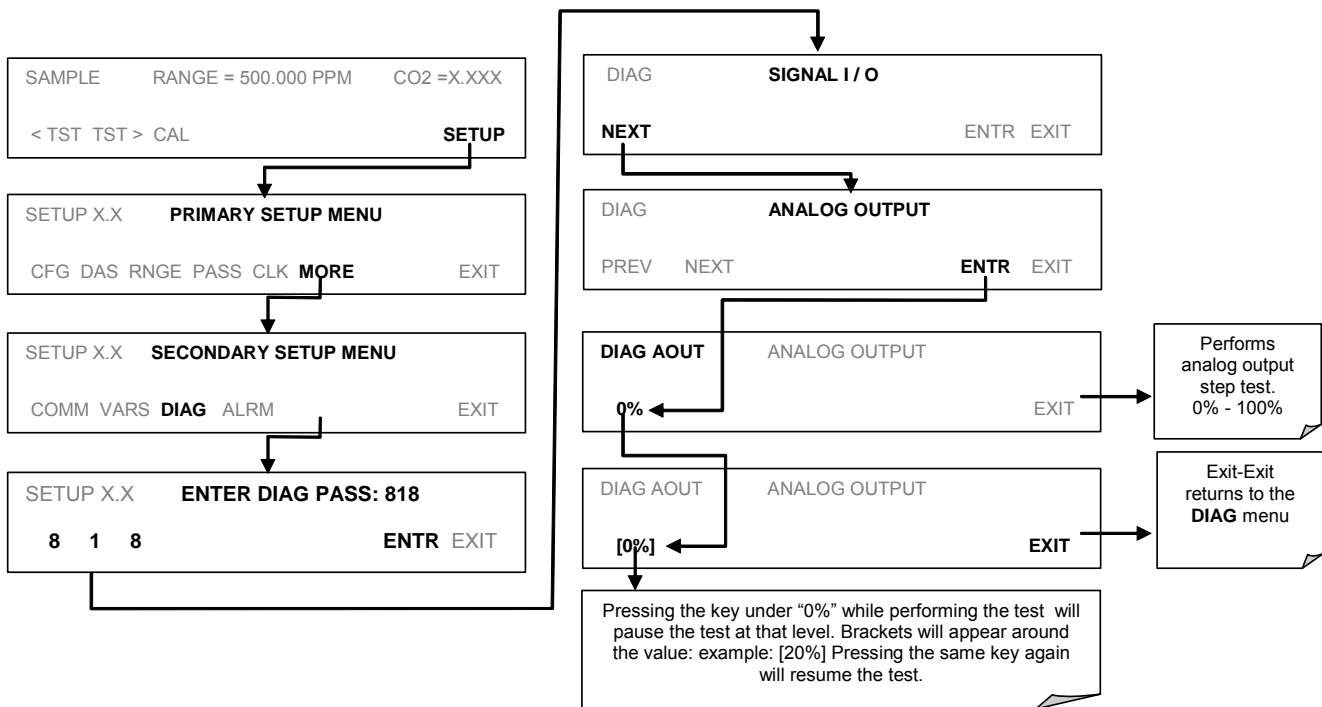 SAMPLE RANGE = 500.000 PPM CO2 =X.XXX
< TST TST > CAL SETUP
SETUP X.X PRIMARY SETUP MENU
CFG DAS RNGE PASS CLK MORE EXIT
SETUP X.X SECONDARY SETUP MENU
COMM VARS DIAG ALRM EXIT
SETUP X.X ENTER DIAG PASS: 818
8 1 8 ENTR EXIT
DIAG SIGNAL I / O
NEXT ENTR EXIT
DIAG ANALOG OUTPUT
PREV NEXT ENTR EXIT
DIAG AOUT ANALOG OUTPUT
0% EXIT
Performs
analog output
step test.
0% - 100%
DIAG AOUT ANALOG OUTPUT
[0%] EXIT
Exit-Exit
returns to the
DIAG menu
Pressing the key under “0%” while performing the test will
pause the test at that level. Brackets will appear around
the value: example: [20%] Pressing the same key again
will resume the test.